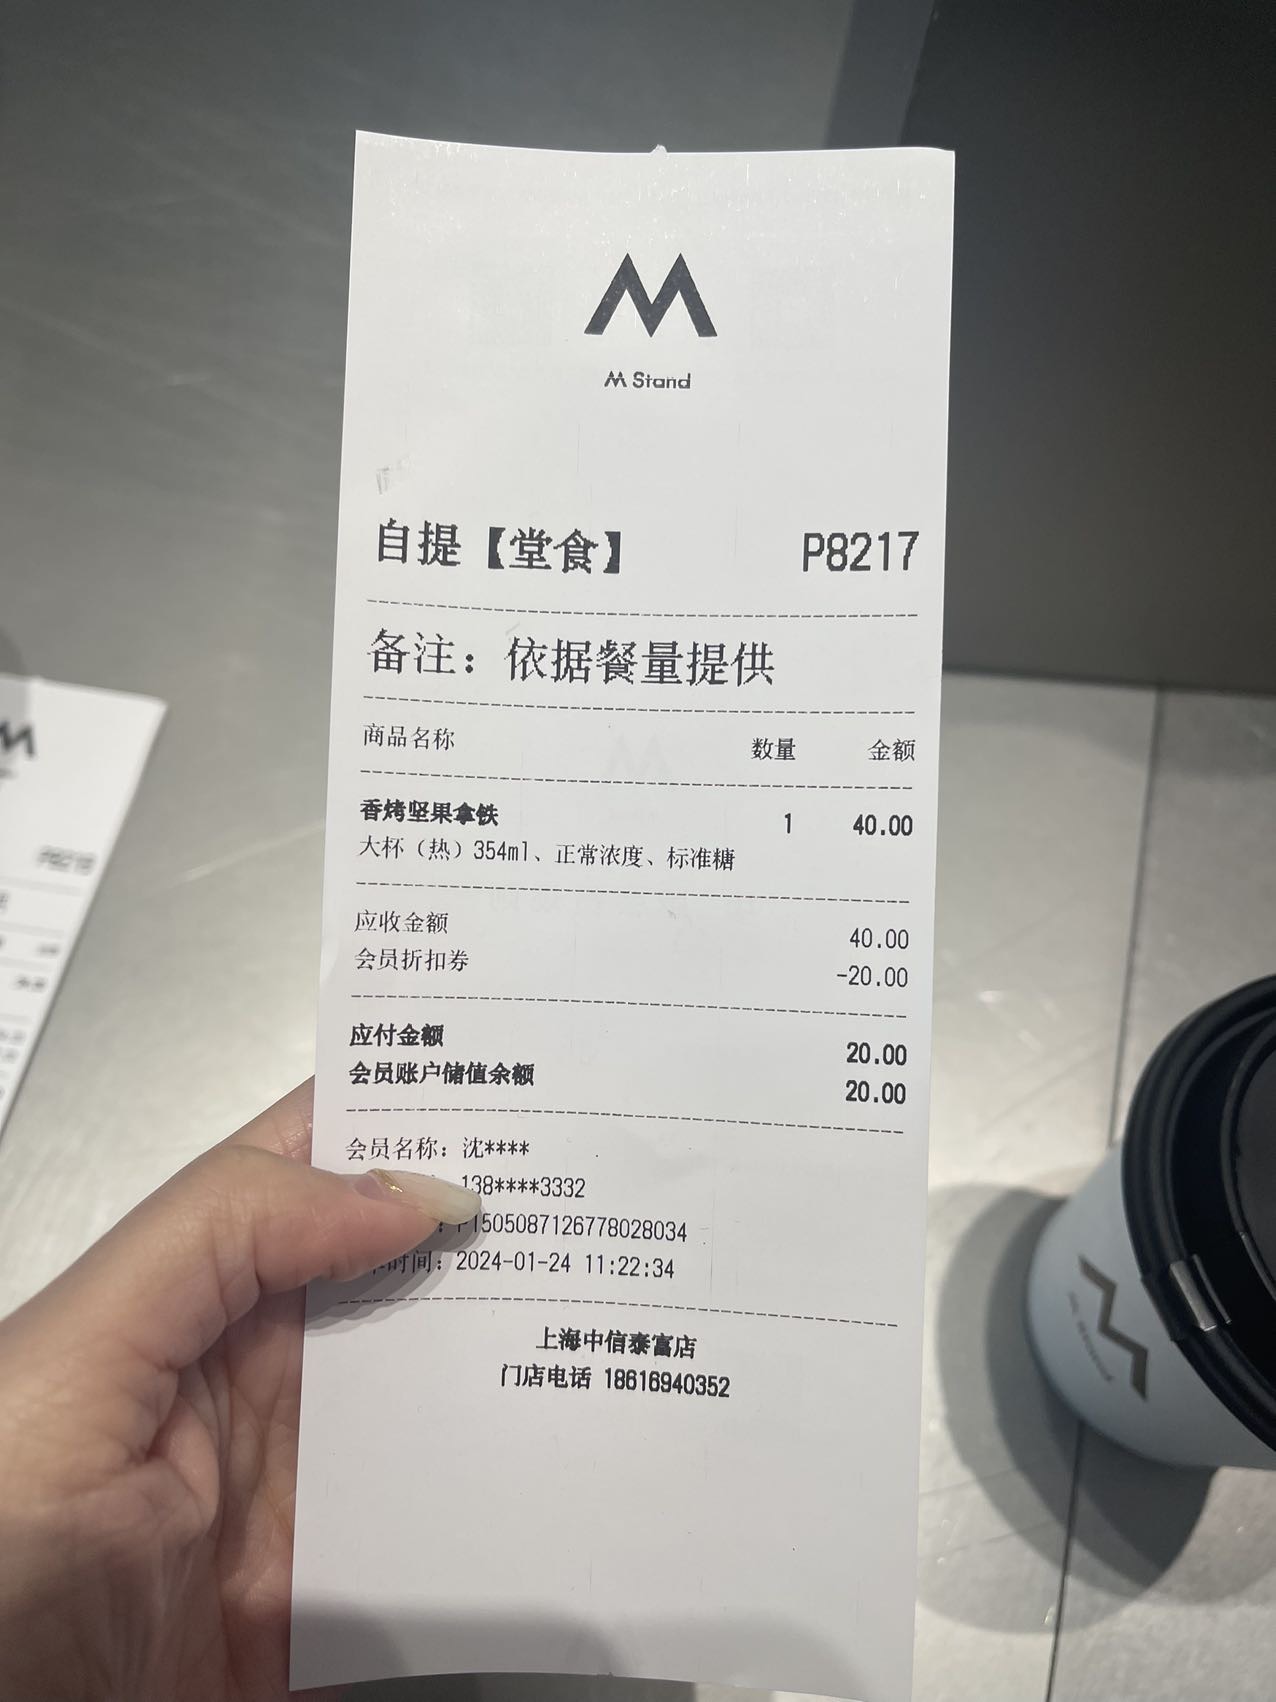 M Stand
自提【堂食】 P8217
备注：依据餐量提供
商品名称 数量 金额
香烤坚果拿铁 1 40.00
大杯（热）354ml、正常浓度、标准糖
应收金额 40.00
会员折扣券 -20.00
应付金额 20.00
会员账户储值余额 20.00
会员名称：沈****
138****3332
P1505087126778028034
时间：2024-01-24 11:22:34
上海中信泰富店
门店电话 18616940352